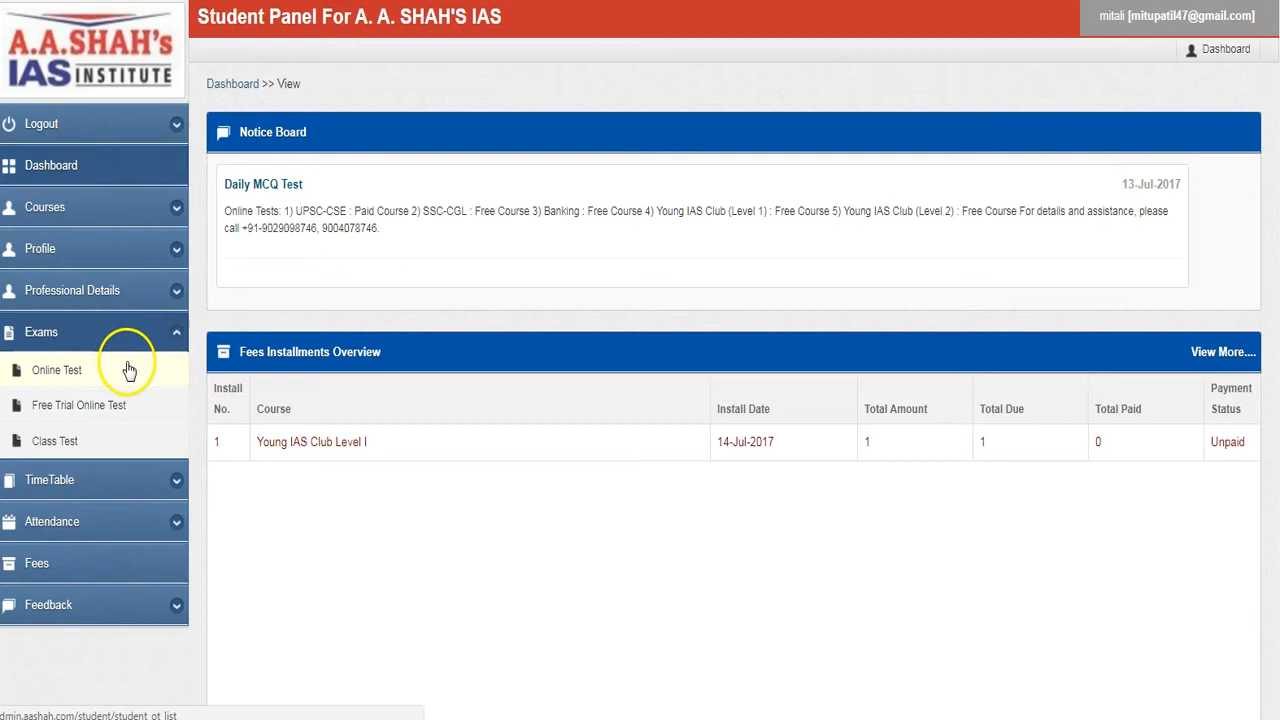 A.A.SHAH's
IAS INSTITUTE
Student Panel For A. A. SHAH'S IAS
mitali [mitupatil47@gmail.com]
Dashboard
Dashboard >> View
Logout
Dashboard
Courses
Profile
Professional Details
Exams
Online Test
Free Trial Online Test
Class Test
TimeTable
Attendance
Fees
Feedback
Notice Board
Daily MCQ Test 13-Jul-2017
Online Tests: 1) UPSC-CSE : Paid Course 2) SSC-CGL : Free Course 3) Banking : Free Course 4) Young IAS Club (Level 1) : Free Course 5) Young IAS Club (Level 2) : Free Course For details and assistance, please
call +91-9029098746, 9004078746.
Fees Installments Overview View More....
Install No. Course Install Date Total Amount Total Due Total Paid Payment Status
1 Young IAS Club Level I 14-Jul-2017 1 1 0 Unpaid
dmin.aashah.com/student/student_ot_list